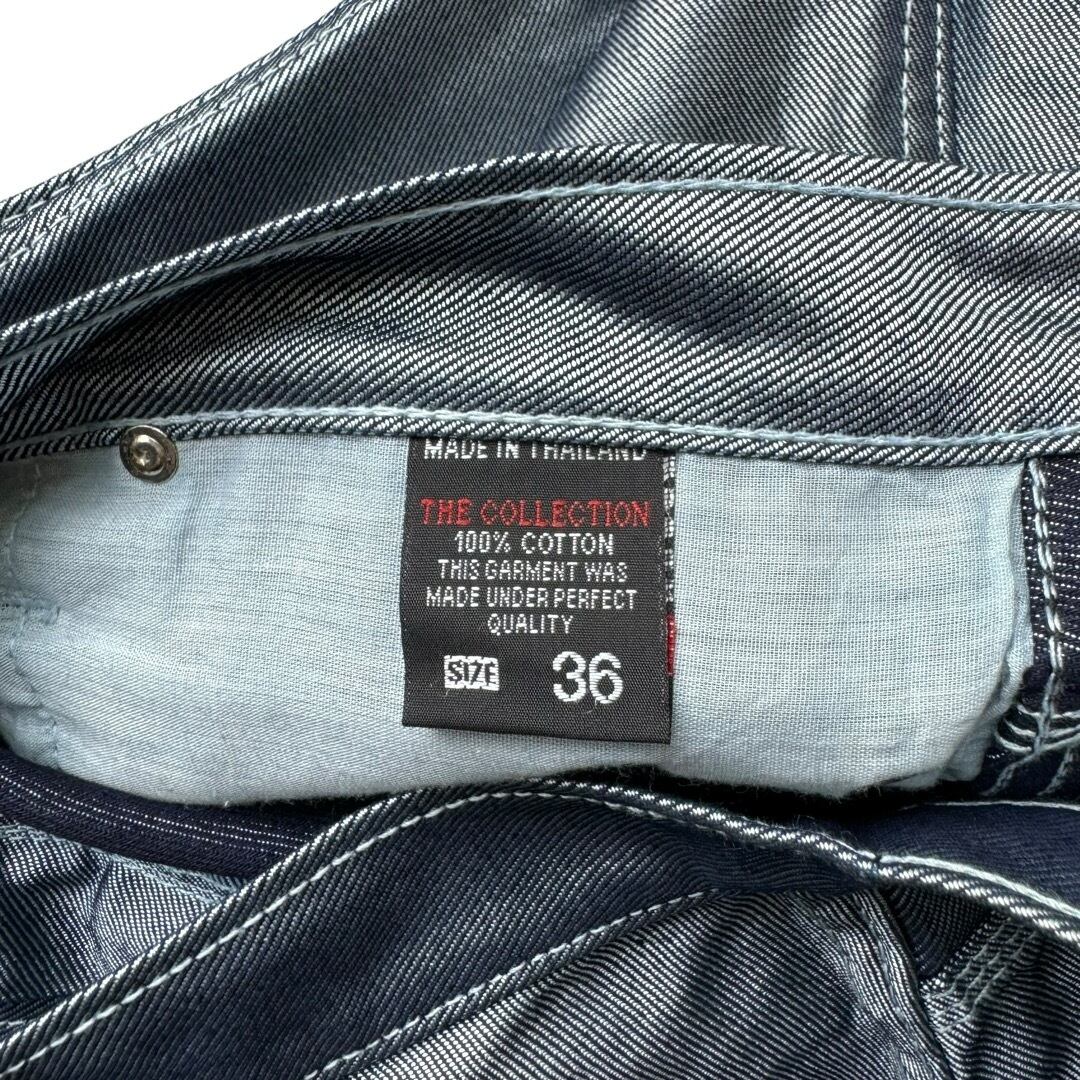 MADE IN THAILAND
THE COLLECTION
100% COTTON
THIS GARMENT WAS
MADE UNDER PERFECT
QUALITY
SIZE 36